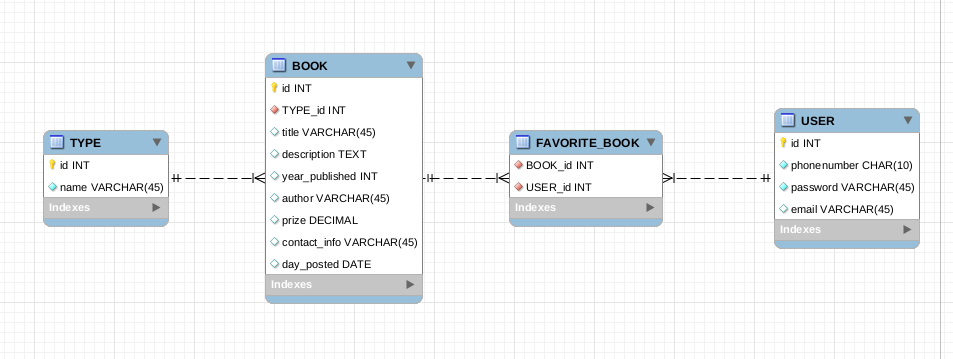 TYPE
id INT
name VARCHAR(45)
Indexes
BOOK
id INT
TYPE_id INT
title VARCHAR(45)
description TEXT
year_published INT
author VARCHAR(45)
prize DECIMAL
contact_info VARCHAR(45)
day_posted DATE
Indexes
FAVORITE_BOOK
BOOK_id INT
USER_id INT
Indexes
USER
id INT
phonenumber CHAR(10)
password VARCHAR(45)
email VARCHAR(45)
Indexes